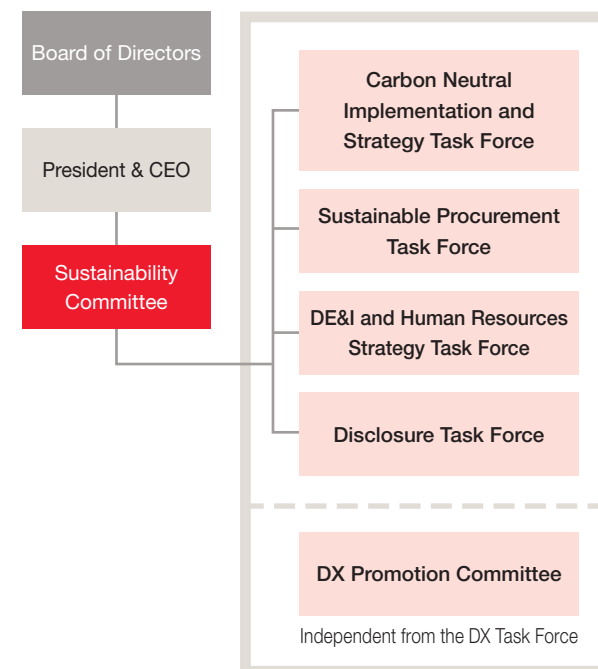 Board of Directors
President & CEO
Sustainability
Committee
Carbon Neutral
Implementation and
Strategy Task Force
Sustainable Procurement
Task Force
DE&I and Human Resources
Strategy Task Force
Disclosure Task Force
DX Promotion Committee
Independent from the DX Task Force